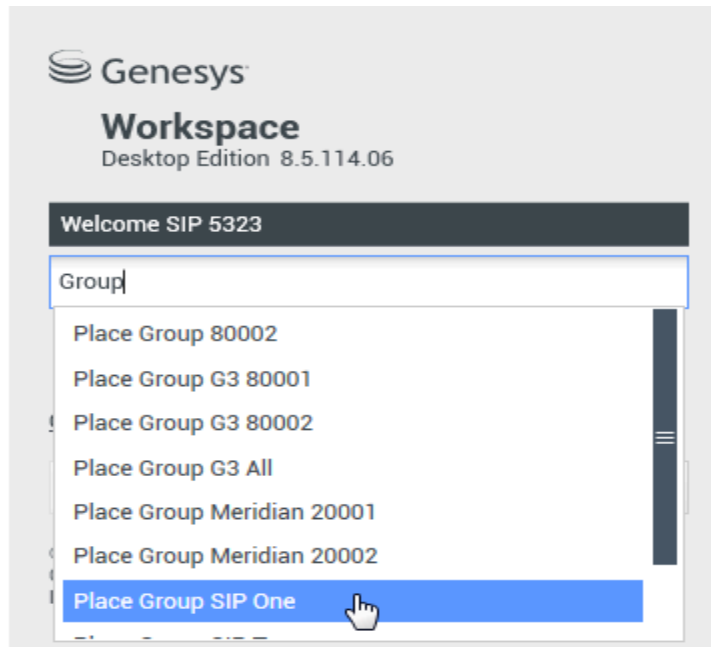 Genesys
Workspace
Desktop Edition 8.5.114.06
Welcome SIP 5323
Group
Place Group 80002
Place Group G3 80001
Place Group G3 80002
Place Group G3 All
Place Group Meridian 20001
Place Group Meridian 20002
Place Group SIP One